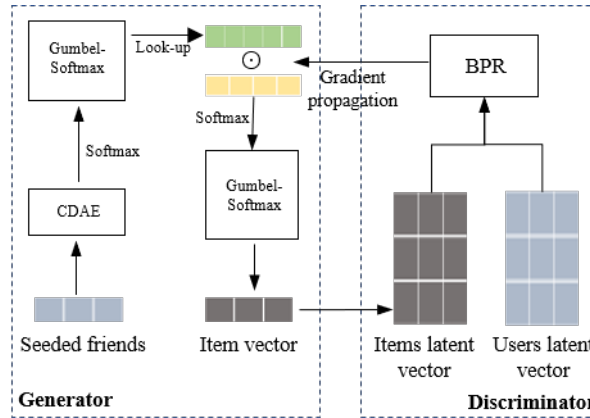 Gumbel-
Softmax
Look-up
Softmax
CDAE
Seeded friends
Softmax
Gumbel-
Softmax
Item vector
Generator
Gradient
propagation
BPR
Items latent
vector
Users latent
vector
Discriminator